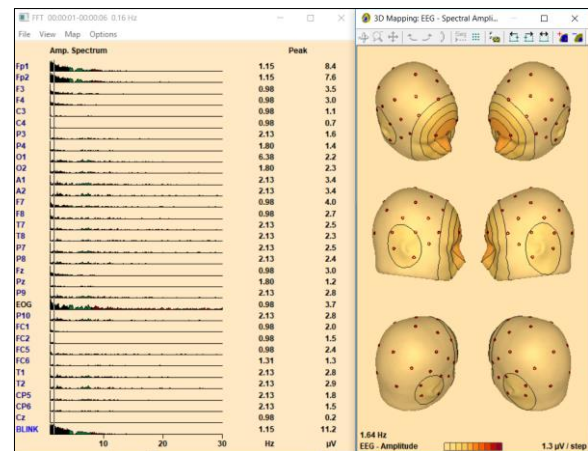 FFT 00:00:01-00:00:06 0.16 Hz
File View Map Options
Amp. Spectrum Peak
Fp1 1.15 8.4
Fp2 1.15 7.6
F3 0.98 3.5
F4 0.98 3.0
C3 0.98 1.1
C4 0.98 0.7
P3 2.13 1.6
P4 1.80 1.4
O1 6.38 2.2
O2 1.80 2.3
A1 2.13 3.4
A2 2.13 3.4
F7 0.98 4.0
F8 0.98 2.7
T7 2.13 2.5
T8 2.13 2.3
P7 2.13 2.5
P8 2.13 2.4
Fz 0.98 3.0
Pz 1.80 1.2
P9 2.13 2.8
EOG 0.98 3.7
P10 2.13 2.8
FC1 0.98 2.0
FC2 0.98 1.5
FC5 0.98 2.4
FC6 1.31 1.3
T1 2.13 2.8
T2 2.13 2.9
CP5 2.13 1.8
CP6 2.13 1.5
Cz 0.98 0.2
BLINK 1.15 11.2
10 20 30 Hz µV
3D Mapping: EEG - Spectral Ampli...
1.64 Hz
EEG - Amplitude 1.3 µV / step